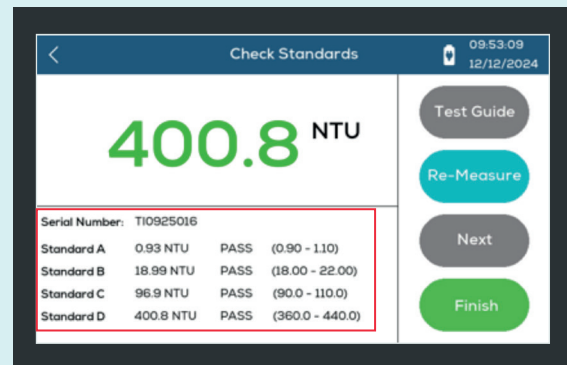 Check Standards
09:53:09
12/12/2024
400.8 NTU
Test Guide
Re-Measure
Next
Finish
Serial Number: TI0925016
Standard A 0.93 NTU PASS (0.90 - 1.10)
Standard B 18.99 NTU PASS (18.00 - 22.00)
Standard C 96.9 NTU PASS (90.0 - 110.0)
Standard D 400.8 NTU PASS (360.0 - 440.0)